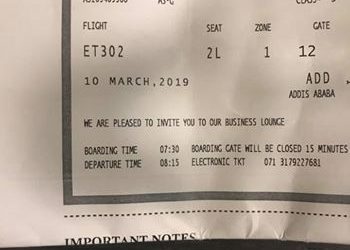 FLIGHT SEAT ZONE GATE
ET302 2L 1 12
10 MARCH,2019 ADD
ADDIS ABABA
WE ARE PLEASED TO INVITE YOU TO OUR BUSINESS LOUNGE
BOARDING TIME 07:30 BOARDING GATE WILL BE CLOSED 15 MINUTES
DEPARTURE TIME 08:15 ELECTRONIC TKT 071 3179227681
IMPORTANT NOTES